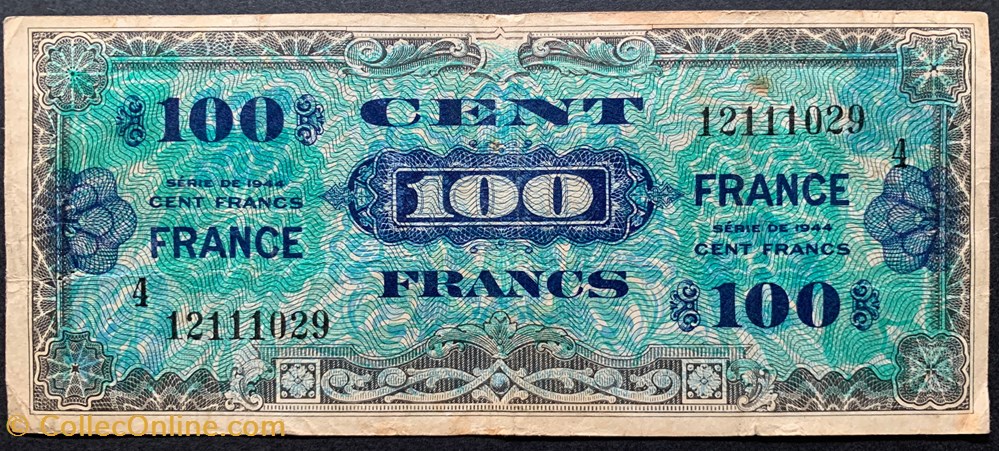 100 CENT 12111029
4
SÉRIE DE 1944
CENT FRANCS
FRANCE
100
FRANCE
SÉRIE DE 1944
CENT FRANCS
4
FRANCS
100
12111029
© CollecOnline.com